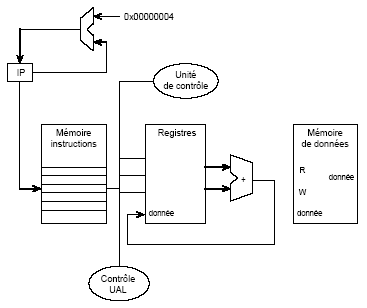 0x00000004
IP
Unité
de contrôle
Mémoire
instructions
Registres
Mémoire
de données
R
donnée
+
W
donnée
donnée
Contrôle
UAL